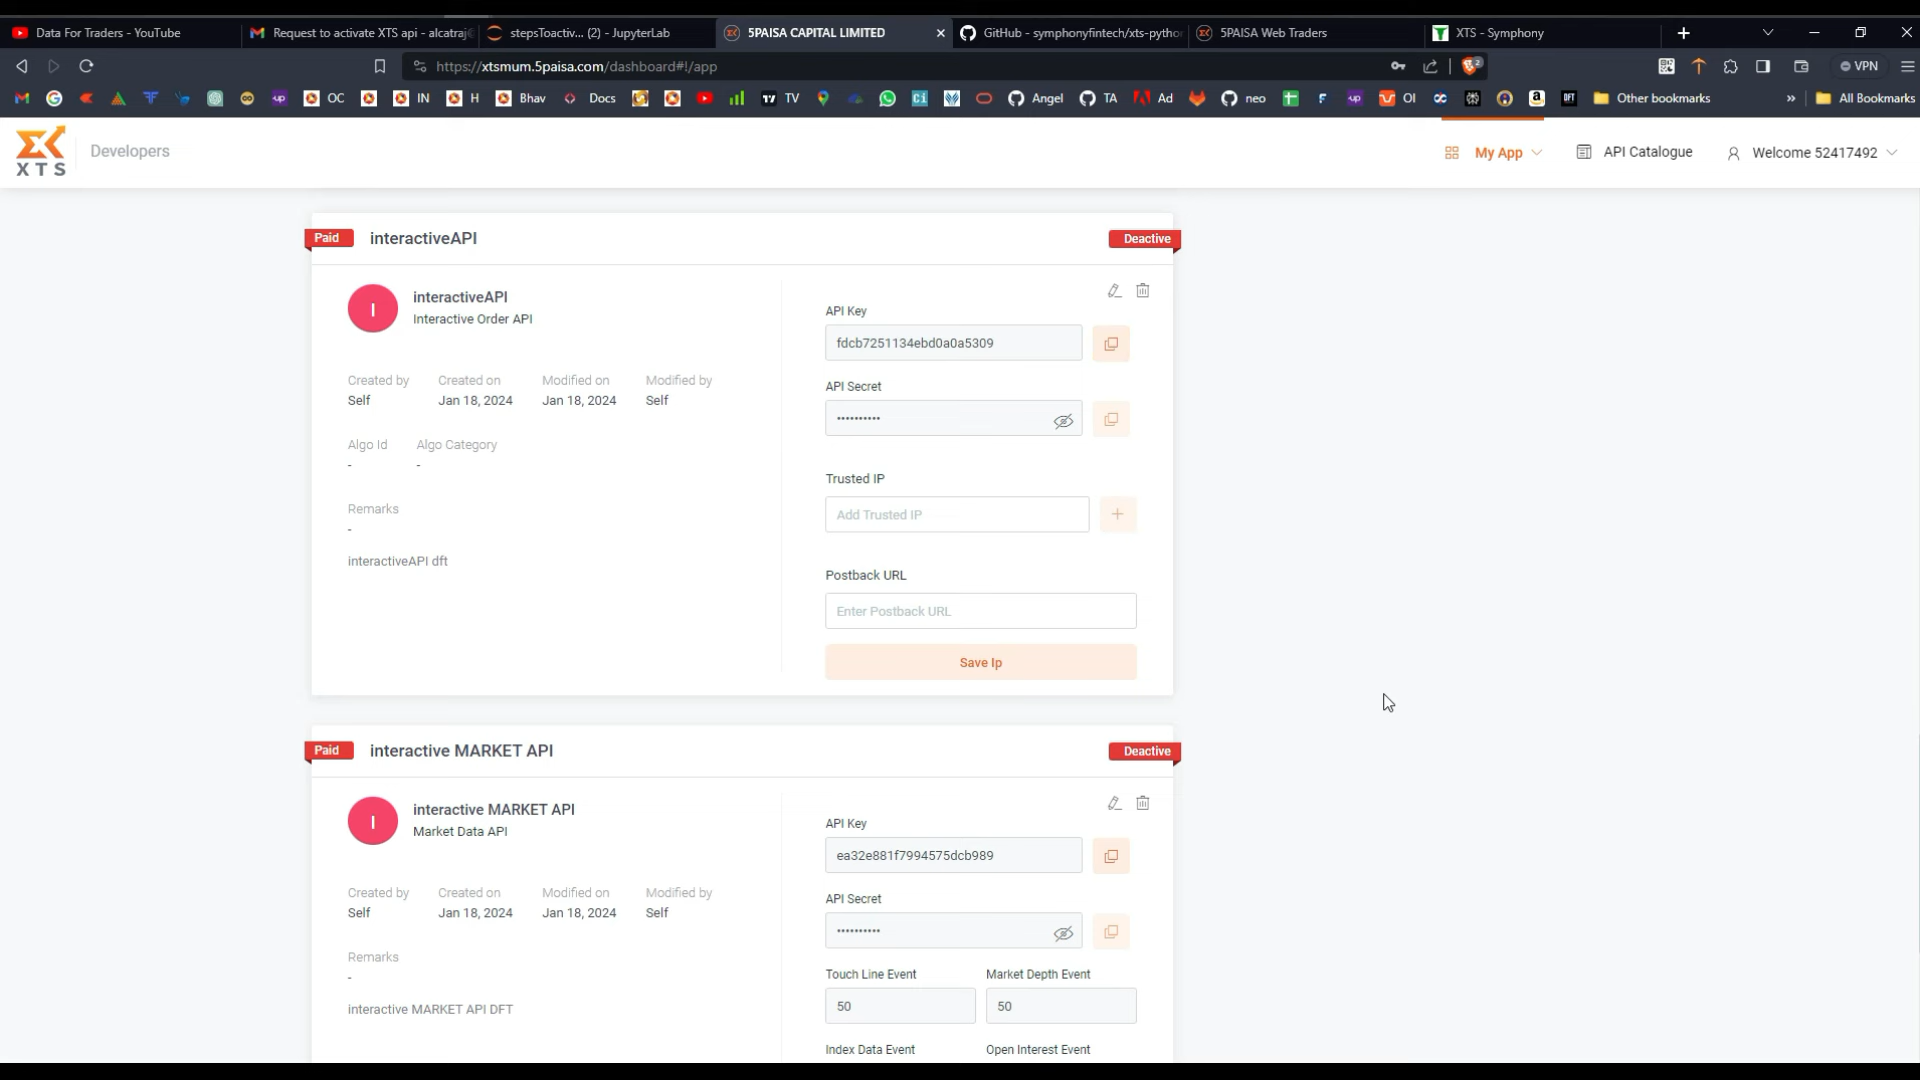 Data For Traders - YouTube
Request to activate XTS api - alcatraj
stepsToactiv... (2) - JupyterLab
5PAISA CAPITAL LIMITED
GitHub - symphonyfintech/xts-pytho
5PAISA Web Traders
XTS - Symphony
https://xtsmum.5paisa.com/dashboard#!/app
2
VPN
OC
IN
H
Bhav
Docs
TV
Angel
TA
Ad
neo
OI
Other bookmarks
All Bookmarks
XTS
Developers
My App
API Catalogue
Welcome 52417492
Paid
interactiveAPI
Deactive
I
interactiveAPI
Interactive Order API
Created by
Created on
Modified on
Modified by
Self
Jan 18, 2024
Jan 18, 2024
Self
Algo Id
Algo Category
-
-
Remarks
-
interactiveAPI dft
API Key
fdcb7251134ebd0a0a5309
API Secret
••••••••••
Trusted IP
Add Trusted IP
Postback URL
Enter Postback URL
Save Ip
Paid
interactive MARKET API
Deactive
I
interactive MARKET API
Market Data API
Created by
Created on
Modified on
Modified by
Self
Jan 18, 2024
Jan 18, 2024
Self
Remarks
-
interactive MARKET API DFT
API Key
ea32e881f7994575dcb989
API Secret
••••••••••
Touch Line Event
Market Depth Event
50
50
Index Data Event
Open Interest Event